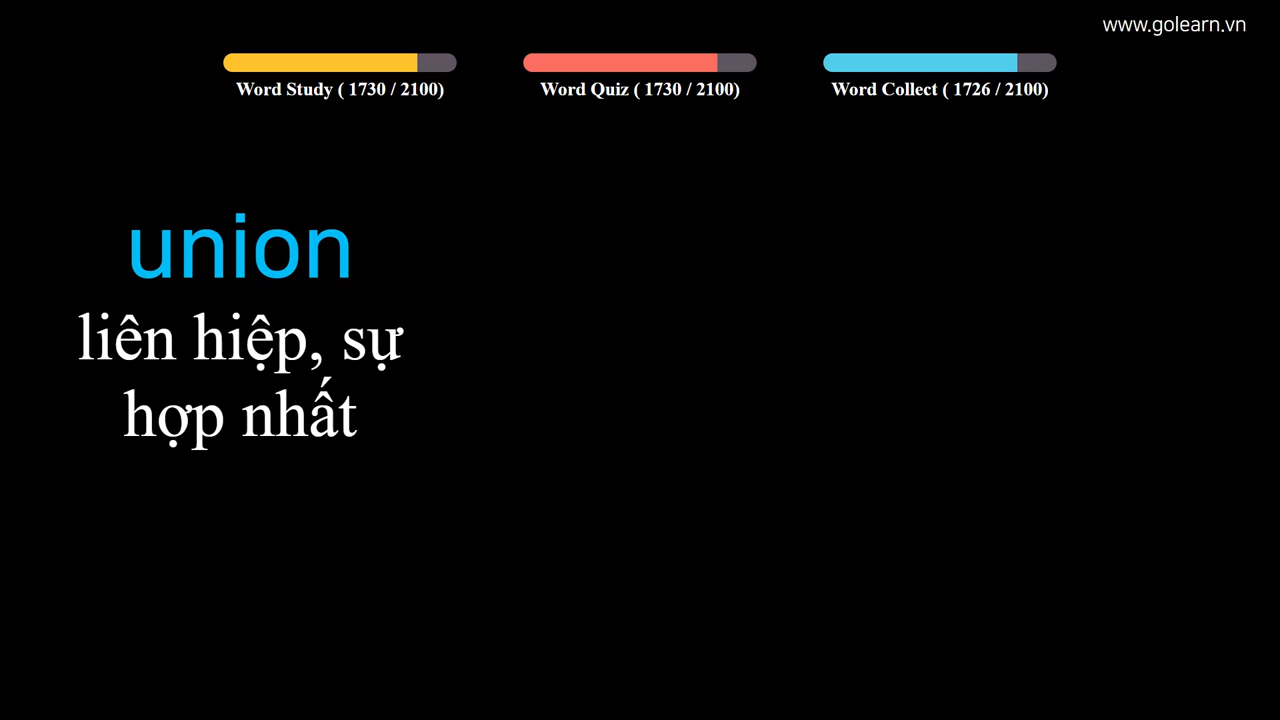 www.golearn.vn
Word Study ( 1730 / 2100)
Word Quiz ( 1730 / 2100)
Word Collect ( 1726 / 2100)
union
liên hiệp, sự
hợp nhất